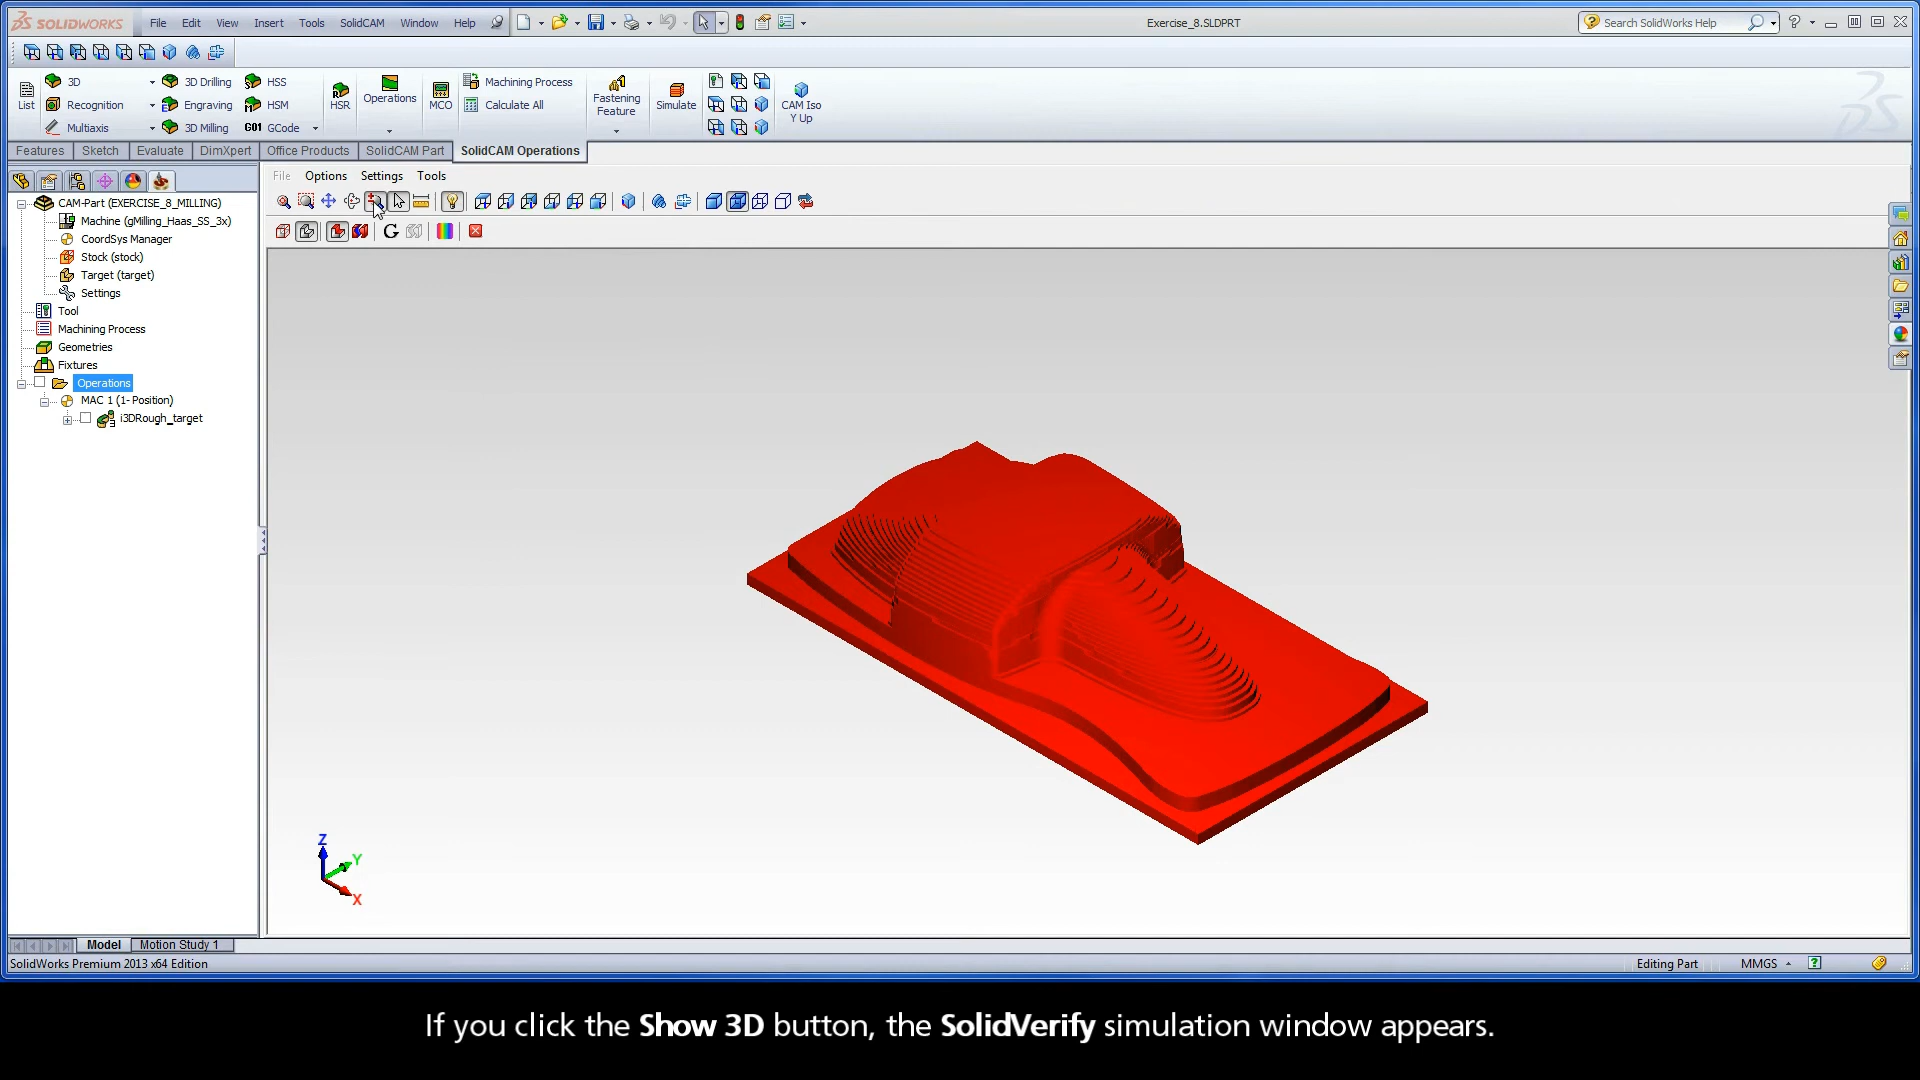 SOLIDWORKS File Edit View Insert Tools SolidCAM Window Help Exercise_8.SLDPRT Search SolidWorks Help
3D 3D Drilling HSS Machining Process
List Recognition Engraving HSM HSR Operations MCO Calculate All Fastening Feature Simulate CAM Iso Y Up
Multiaxis 3D Milling G01 GCode
Features Sketch Evaluate DimXpert Office Products SolidCAM Part SolidCAM Operations
File Options Settings Tools
CAM-Part (EXERCISE_8_MILLING)
Machine (gMilling_Haas_SS_3x)
CoordSys Manager
Stock (stock)
Target (target)
Settings
Tool
Machining Process
Geometries
Fixtures
Operations
MAC 1 (1- Position)
i3DRough_target
Z
Y
X
Model Motion Study 1
SolidWorks Premium 2013 x64 Edition Editing Part MMGS
If you click the Show 3D button, the SolidVerify simulation window appears.